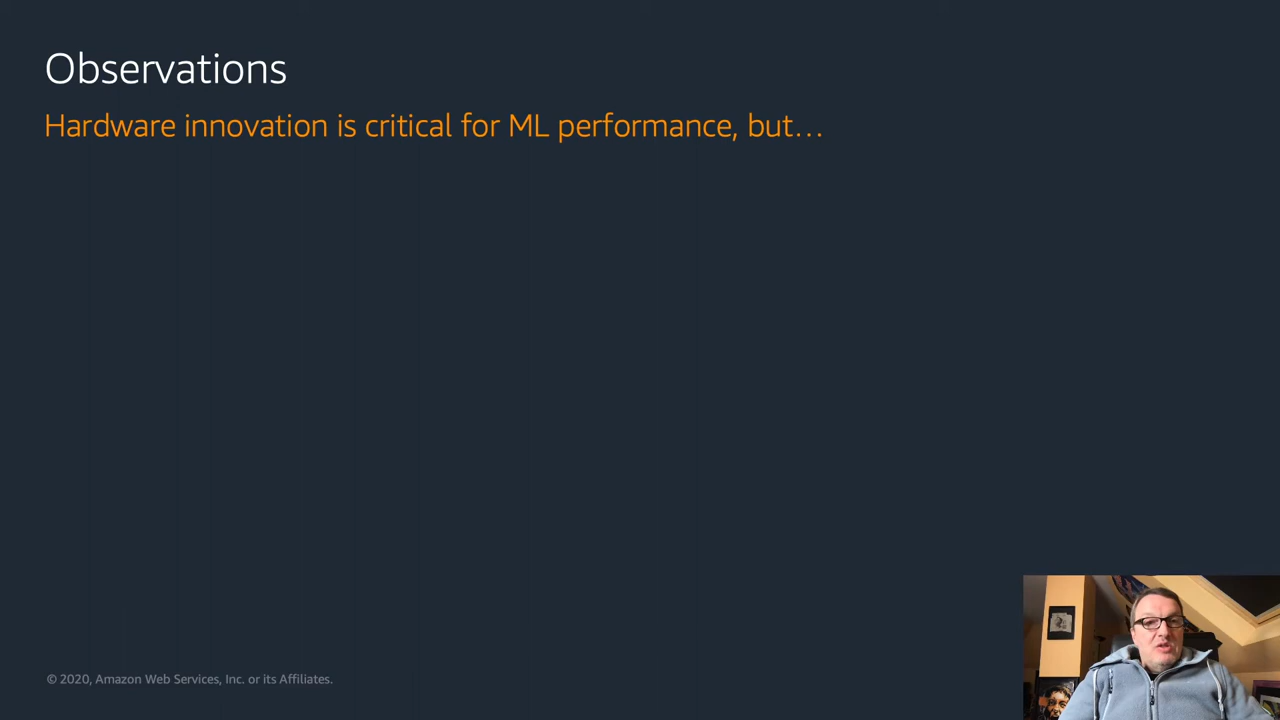 Observations
Hardware innovation is critical for ML performance, but…
© 2020, Amazon Web Services, Inc. or its Affiliates.